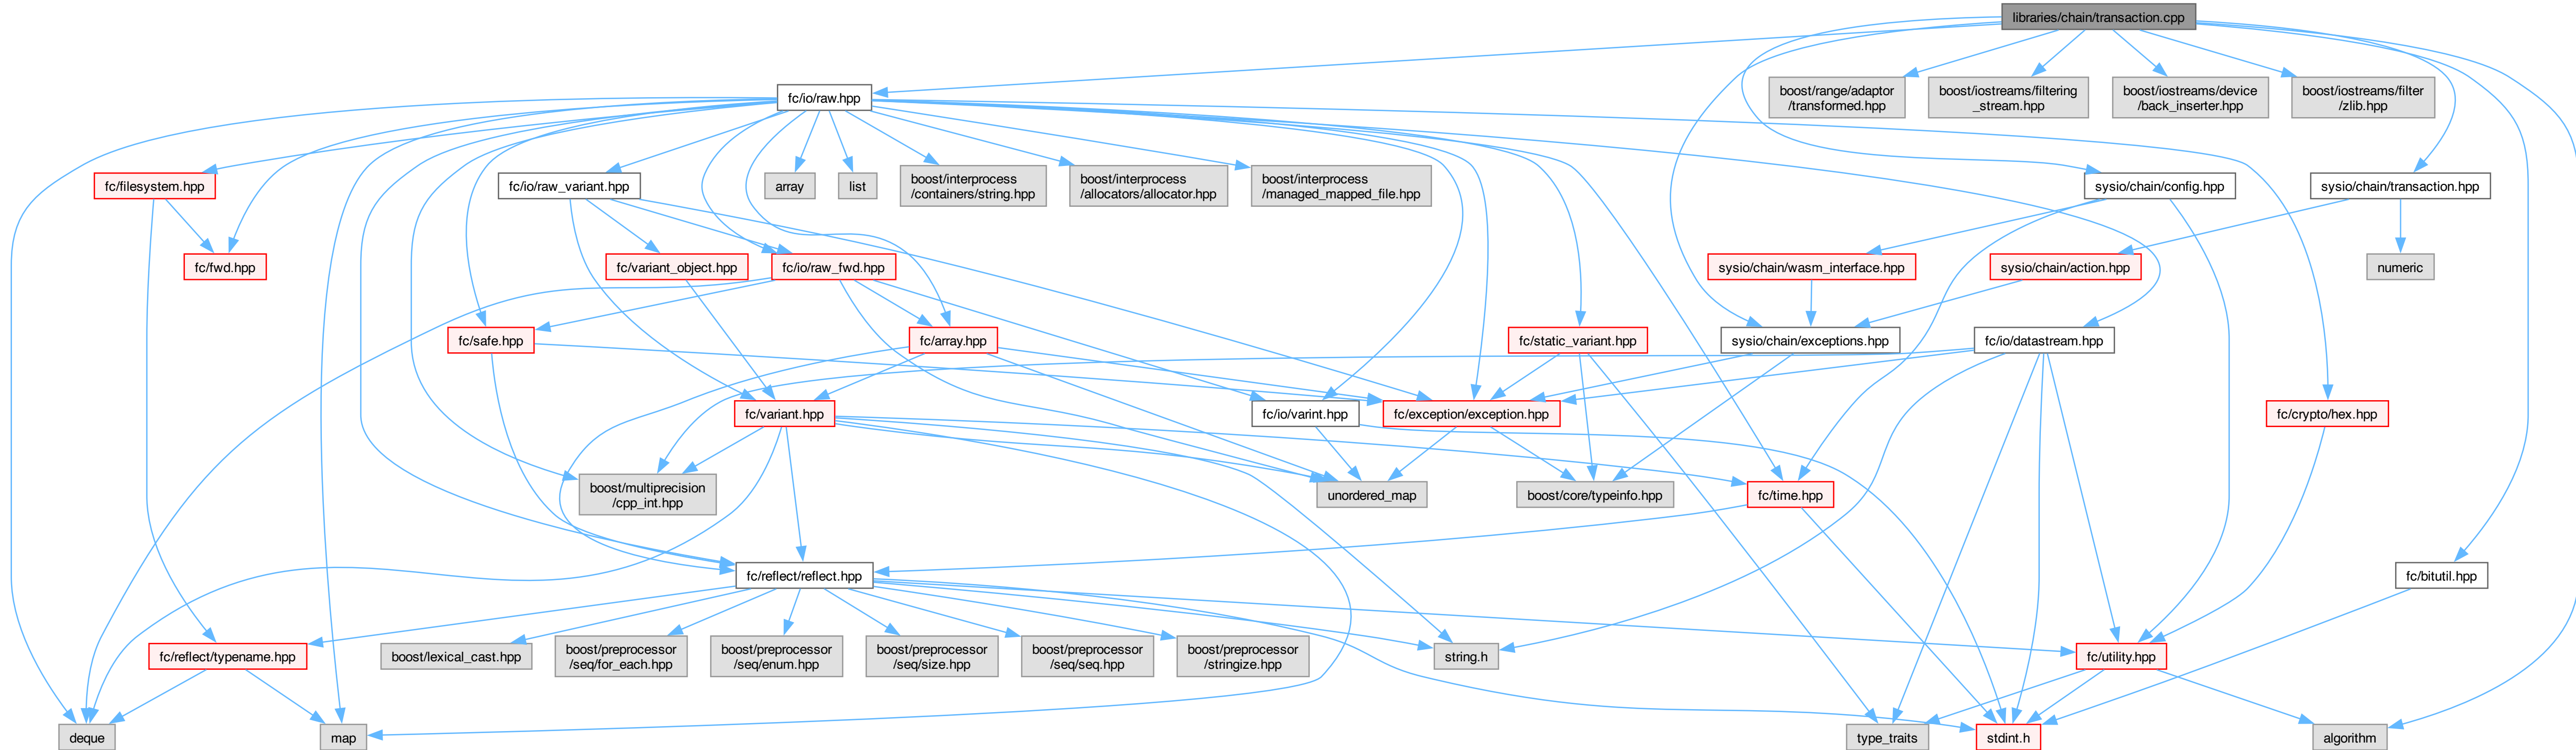 libraries/chain/transaction.cpp
fc/io/raw.hpp
boost/range/adaptor
/transformed.hpp
boost/iostreams/filtering
_stream.hpp
boost/iostreams/device
/back_inserter.hpp
boost/iostreams/filter
/zlib.hpp
fc/filesystem.hpp
fc/io/raw_variant.hpp
array
list
boost/interprocess
/containers/string.hpp
boost/interprocess
/allocators/allocator.hpp
boost/interprocess
/managed_mapped_file.hpp
sysio/chain/config.hpp
sysio/chain/transaction.hpp
fc/fwd.hpp
fc/variant_object.hpp
fc/io/raw_fwd.hpp
sysio/chain/wasm_interface.hpp
sysio/chain/action.hpp
numeric
fc/safe.hpp
fc/array.hpp
fc/static_variant.hpp
sysio/chain/exceptions.hpp
fc/io/datastream.hpp
fc/variant.hpp
fc/io/varint.hpp
fc/exception/exception.hpp
fc/crypto/hex.hpp
boost/multiprecision
/cpp_int.hpp
unordered_map
boost/core/typeinfo.hpp
fc/time.hpp
fc/reflect/reflect.hpp
fc/bitutil.hpp
fc/reflect/typename.hpp
boost/lexical_cast.hpp
boost/preprocessor
/seq/for_each.hpp
boost/preprocessor
/seq/enum.hpp
boost/preprocessor
/seq/size.hpp
boost/preprocessor
/seq/seq.hpp
boost/preprocessor
/stringize.hpp
string.h
fc/utility.hpp
deque
map
type_traits
stdint.h
algorithm